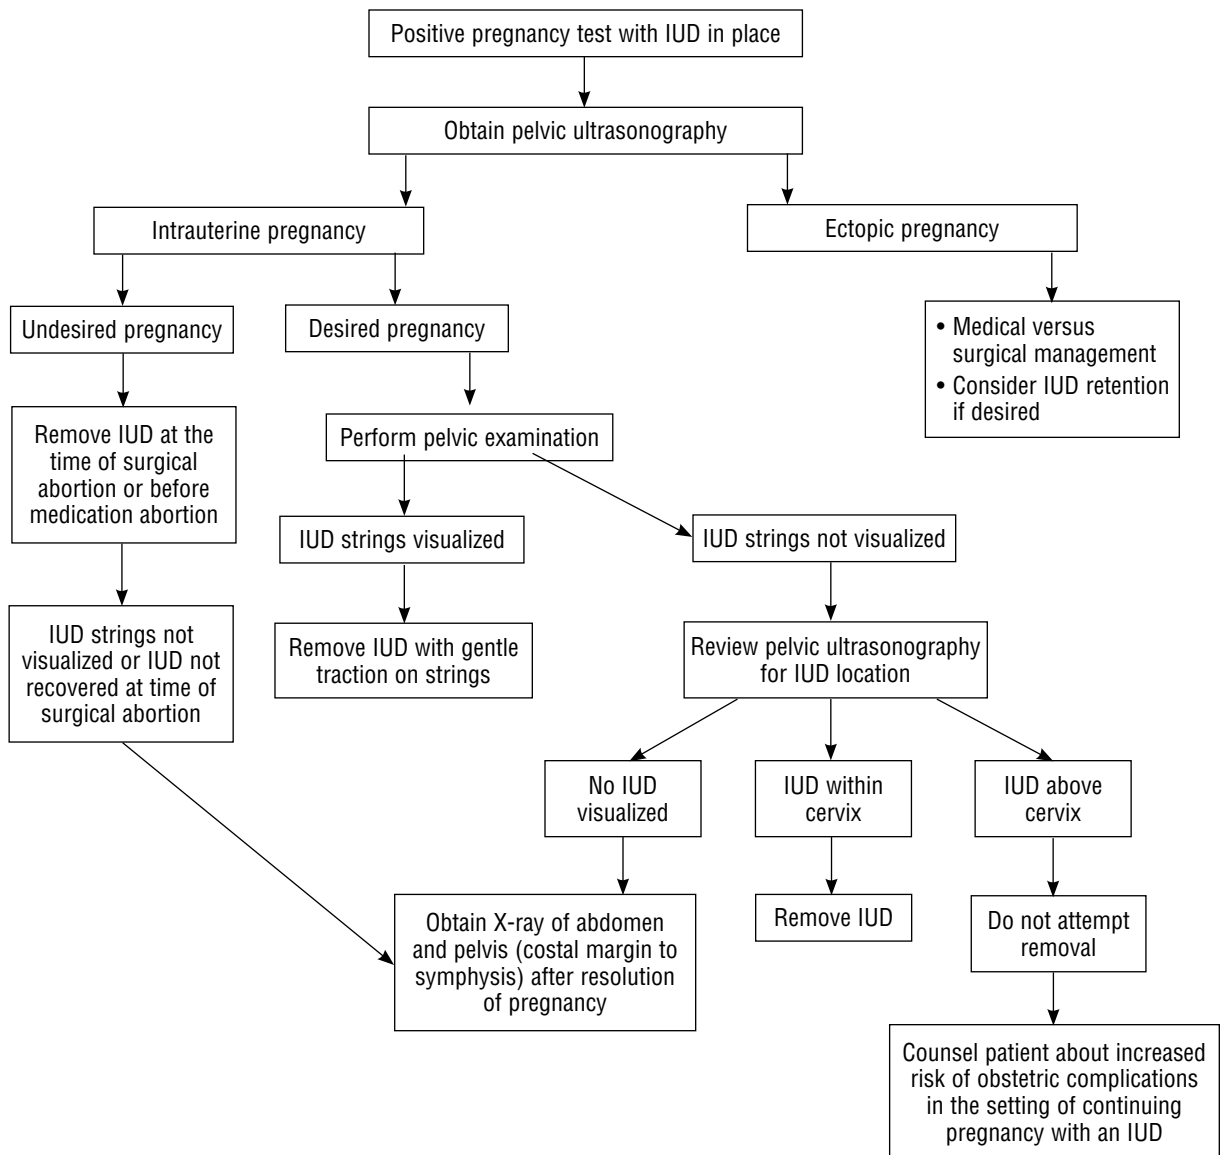 Positive pregnancy test with IUD in place
Obtain pelvic ultrasonography
Intrauterine pregnancy
Ectopic pregnancy
Undesired pregnancy
Desired pregnancy
• Medical versus
surgical management
• Consider IUD retention
if desired
Remove IUD at the
time of surgical
abortion or before
medication abortion
Perform pelvic examination
IUD strings visualized
IUD strings not visualized
IUD strings not
visualized or IUD not
recovered at time of
surgical abortion
Remove IUD with gentle
traction on strings
Review pelvic ultrasonography
for IUD location
No IUD
visualized
IUD within
cervix
IUD above
cervix
Obtain X-ray of abdomen
and pelvis (costal margin to
symphysis) after resolution
of pregnancy
Remove IUD
Do not attempt
removal
Counsel patient about increased
risk of obstetric complications
in the setting of continuing
pregnancy with an IUD